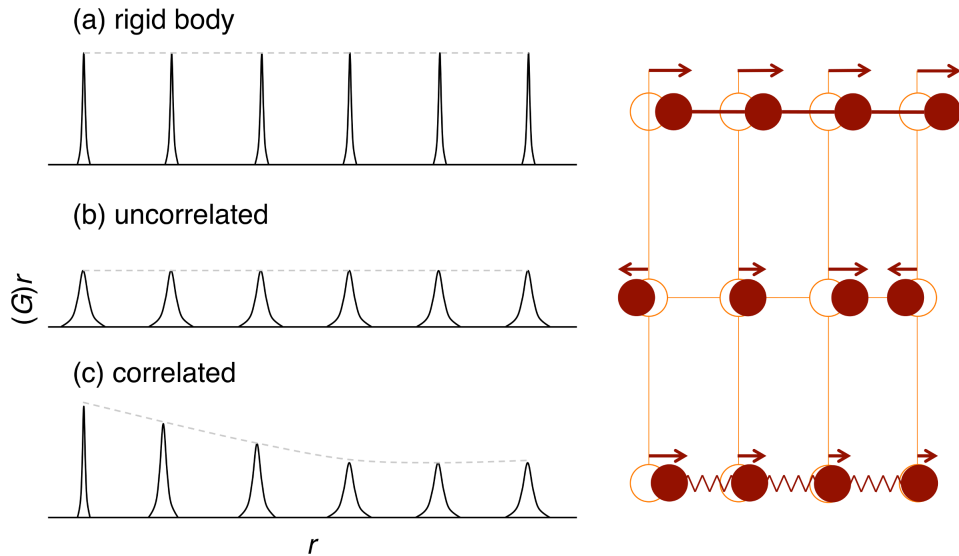 (a) rigid body
(b) uncorrelated
(G)r
(c) correlated
r